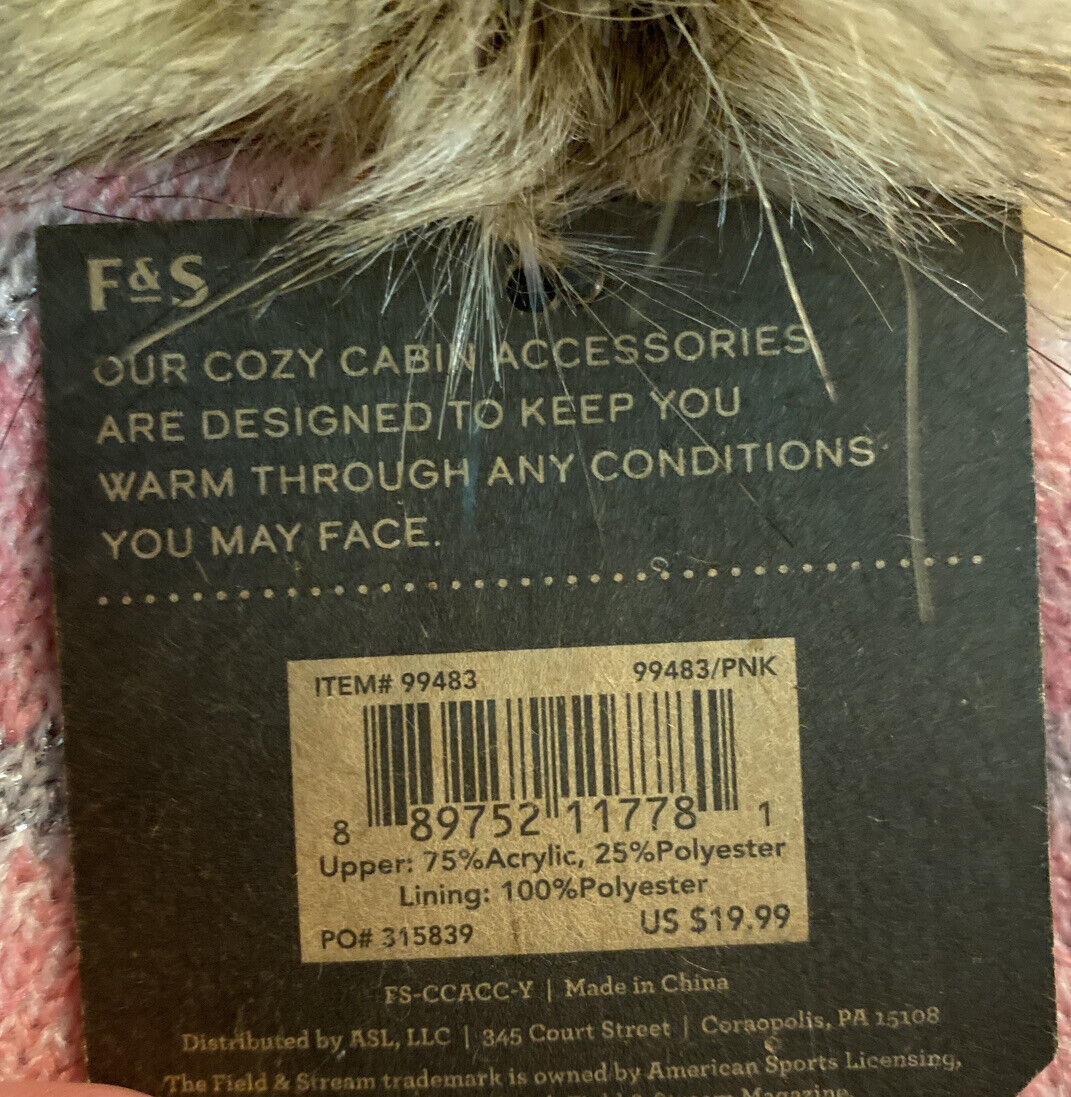 F&S
OUR COZY CABIN ACCESSORIES
ARE DESIGNED TO KEEP YOU
WARM THROUGH ANY CONDITIONS
YOU MAY FACE.
ITEM# 99483 99483/PNK
8 89752 11778 1
Upper: 75%Acrylic, 25%Polyester
Lining: 100%Polyester
PO# 315839 US $19.99
FS-CCACC-Y | Made in China
Distributed by ASL, LLC | 345 Court Street | Coraopolis, PA 15108
The Field & Stream trademark is owned by American Sports Licensing,
Field & Stream Magazine.